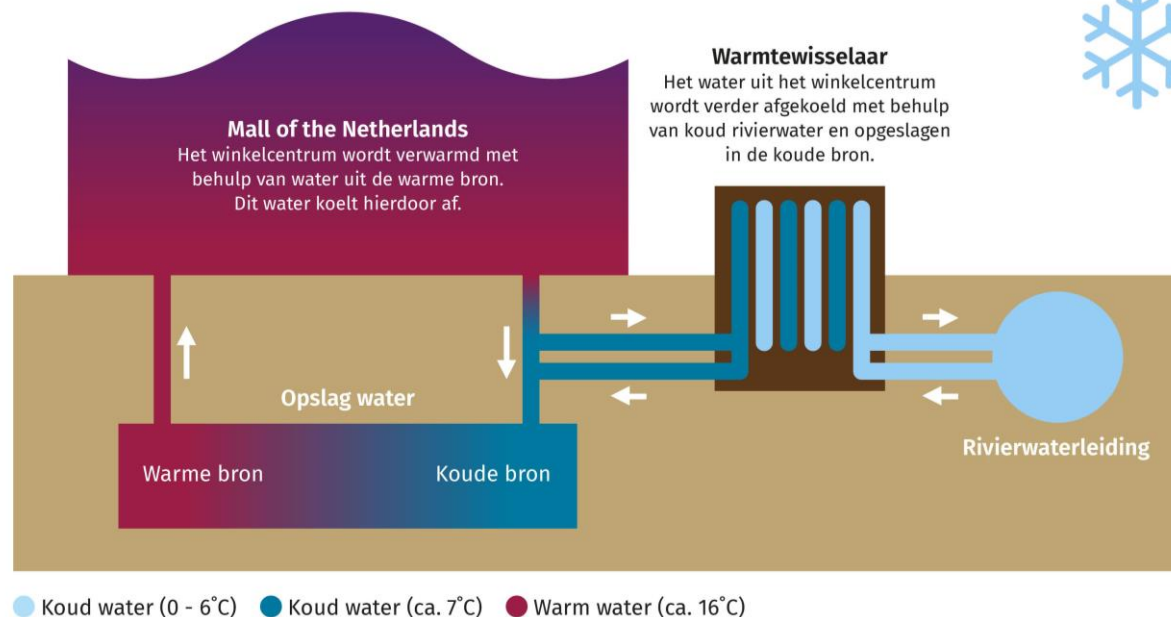 Mall of the Netherlands
Het winkelcentrum wordt verwarmd met
behulp van water uit de warme bron.
Dit water koelt hierdoor af.
Warmtewisselaar
Het water uit het winkelcentrum
wordt verder afgekoeld met behulp
van koud rivierwater en opgeslagen
in de koude bron.
Opslag water
Warme bron
Koude bron
Rivierwaterleiding
Koud water (0 - 6°C)
Koud water (ca. 7°C)
Warm water (ca. 16°C)